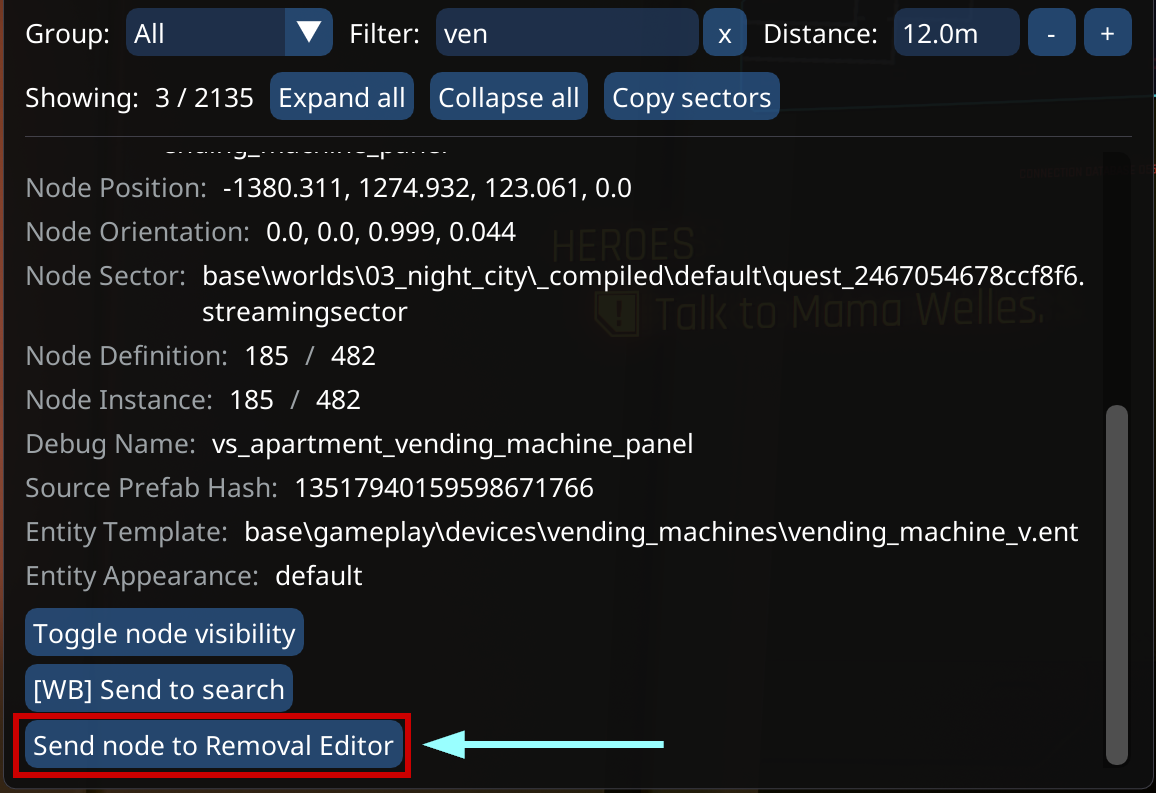 Group: All Filter: ven x Distance: 12.0m - +
Showing: 3 / 2135 Expand all Collapse all Copy sectors
Node Position: -1380.311, 1274.932, 123.061, 0.0
Node Orientation: 0.0, 0.0, 0.999, 0.044
HEROES
Node Sector: base\worlds\03_night_city\_compiled\default\quest_2467054678ccf8f6.
streamingsector
Talk to Mama Welles.
Node Definition: 185 / 482
Node Instance: 185 / 482
Debug Name: vs_apartment_vending_machine_panel
Source Prefab Hash: 13517940159598671766
Entity Template: base\gameplay\devices\vending_machines\vending_machine_v.ent
Entity Appearance: default
Toggle node visibility
[WB] Send to search
Send node to Removal Editor